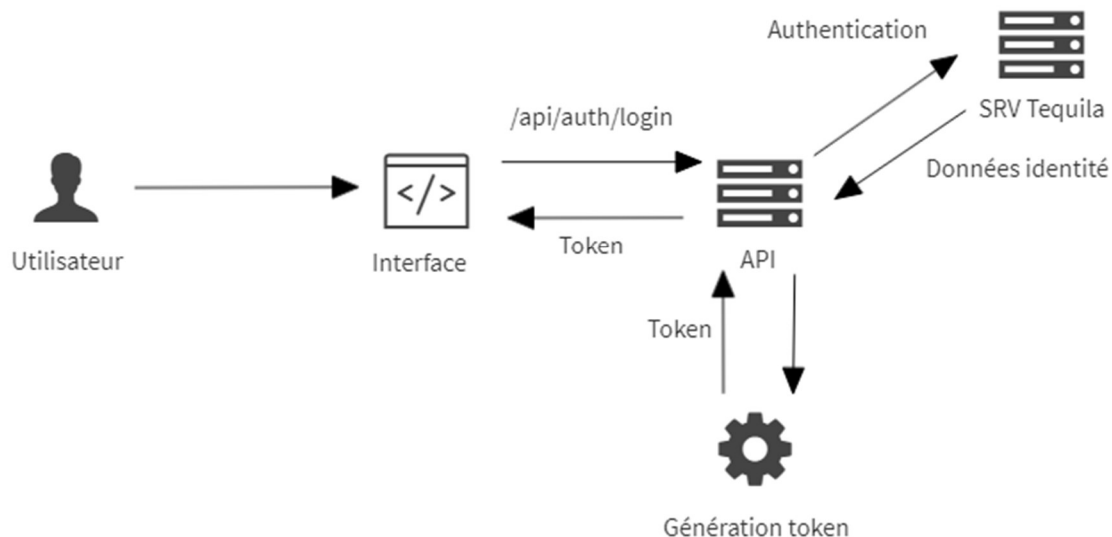 Authentication
SRV Tequila
/api/auth/login
Données identité
Utilisateur
Interface
Token
API
Token
Génération token